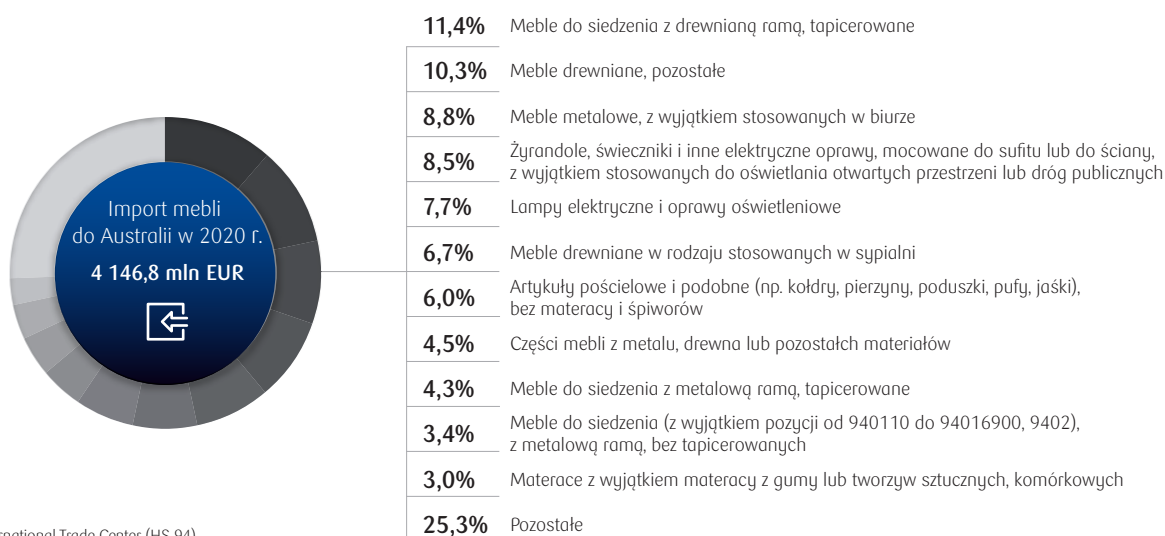 11,4% Meble do siedzenia z drewnianą ramą, tapicerowane
10,3% Meble drewniane, pozostałe
8,8% Meble metalowe, z wyjątkiem stosowanych w biurze
8,5% Żyrandole, świeczniki i inne elektryczne oprawy, mocowane do sufitu lub do ściany,
z wyjątkiem stosowanych do oświetlania otwartych przestrzeni lub dróg publicznych
7,7% Lampy elektryczne i oprawy oświetleniowe
6,7% Meble drewniane w rodzaju stosowanych w sypialni
6,0% Artykuły pościelowe i podobne (np. kołdry, pierzyny, poduszki, pufy, jaśki),
bez materacy i śpiworów
4,5% Części mebli z metalu, drewna lub pozostałch materiałów
4,3% Meble do siedzenia z metalową ramą, tapicerowane
3,4% Meble do siedzenia (z wyjątkiem pozycji od 940110 do 94016900, 9402),
z metalową ramą, bez tapicerowanych
3,0% Materace z wyjątkiem materacy z gumy lub tworzyw sztucznych, komórkowych
25,3% Pozostałe
Import mebli
do Australii w 2020 r.
4 146,8 mln EUR
Trade Center (HS 94)